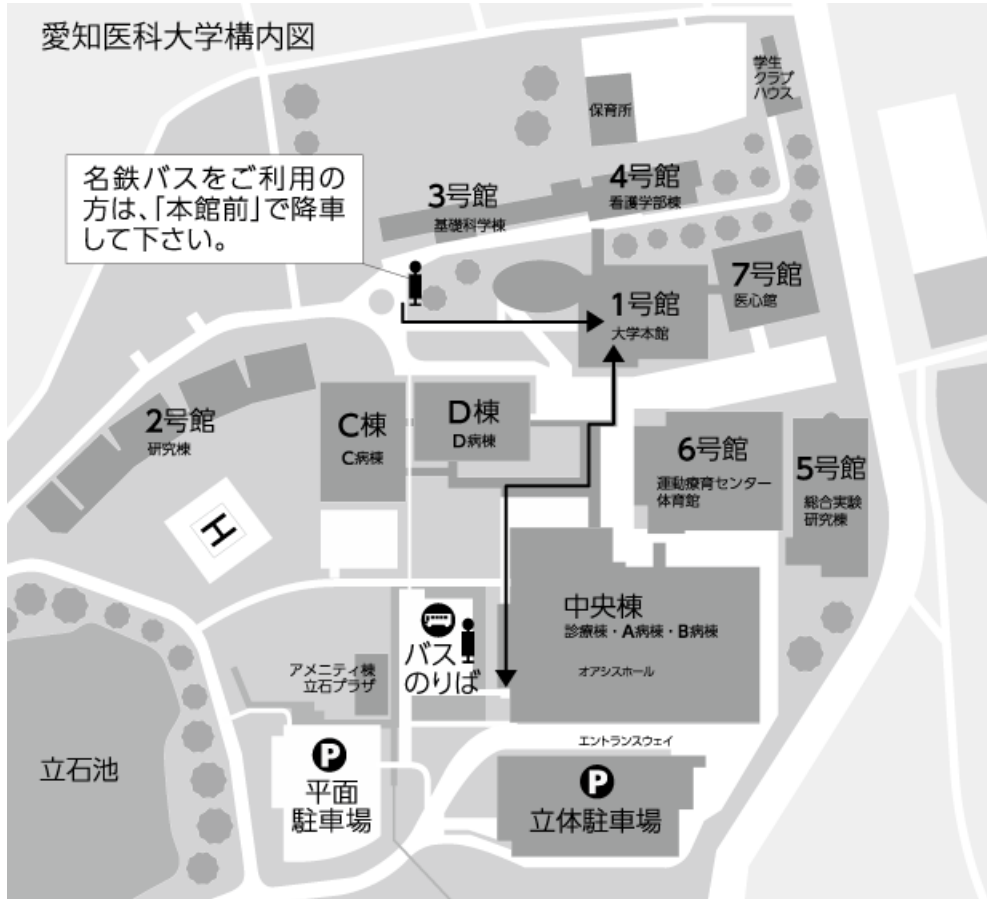 愛知医科大学構内図
学生
クラブ
ハウス
保育所
名鉄バスをご利用の
方は、「本館前」で降車
して下さい。
3号館
基礎科学棟
4号館
看護学部棟
7号館
医心館
1号館
大学本館
2号館
研究棟
C棟
C病棟
D棟
D病棟
6号館
運動療育センター
体育館
5号館
総合実験
研究棟
H
中央棟
診療棟・A病棟・B病棟
オアシスホール
バス
のりば
アメニティ棟
立石プラザ
エントランスウェイ
立石池
P
平面
駐車場
P
立体駐車場